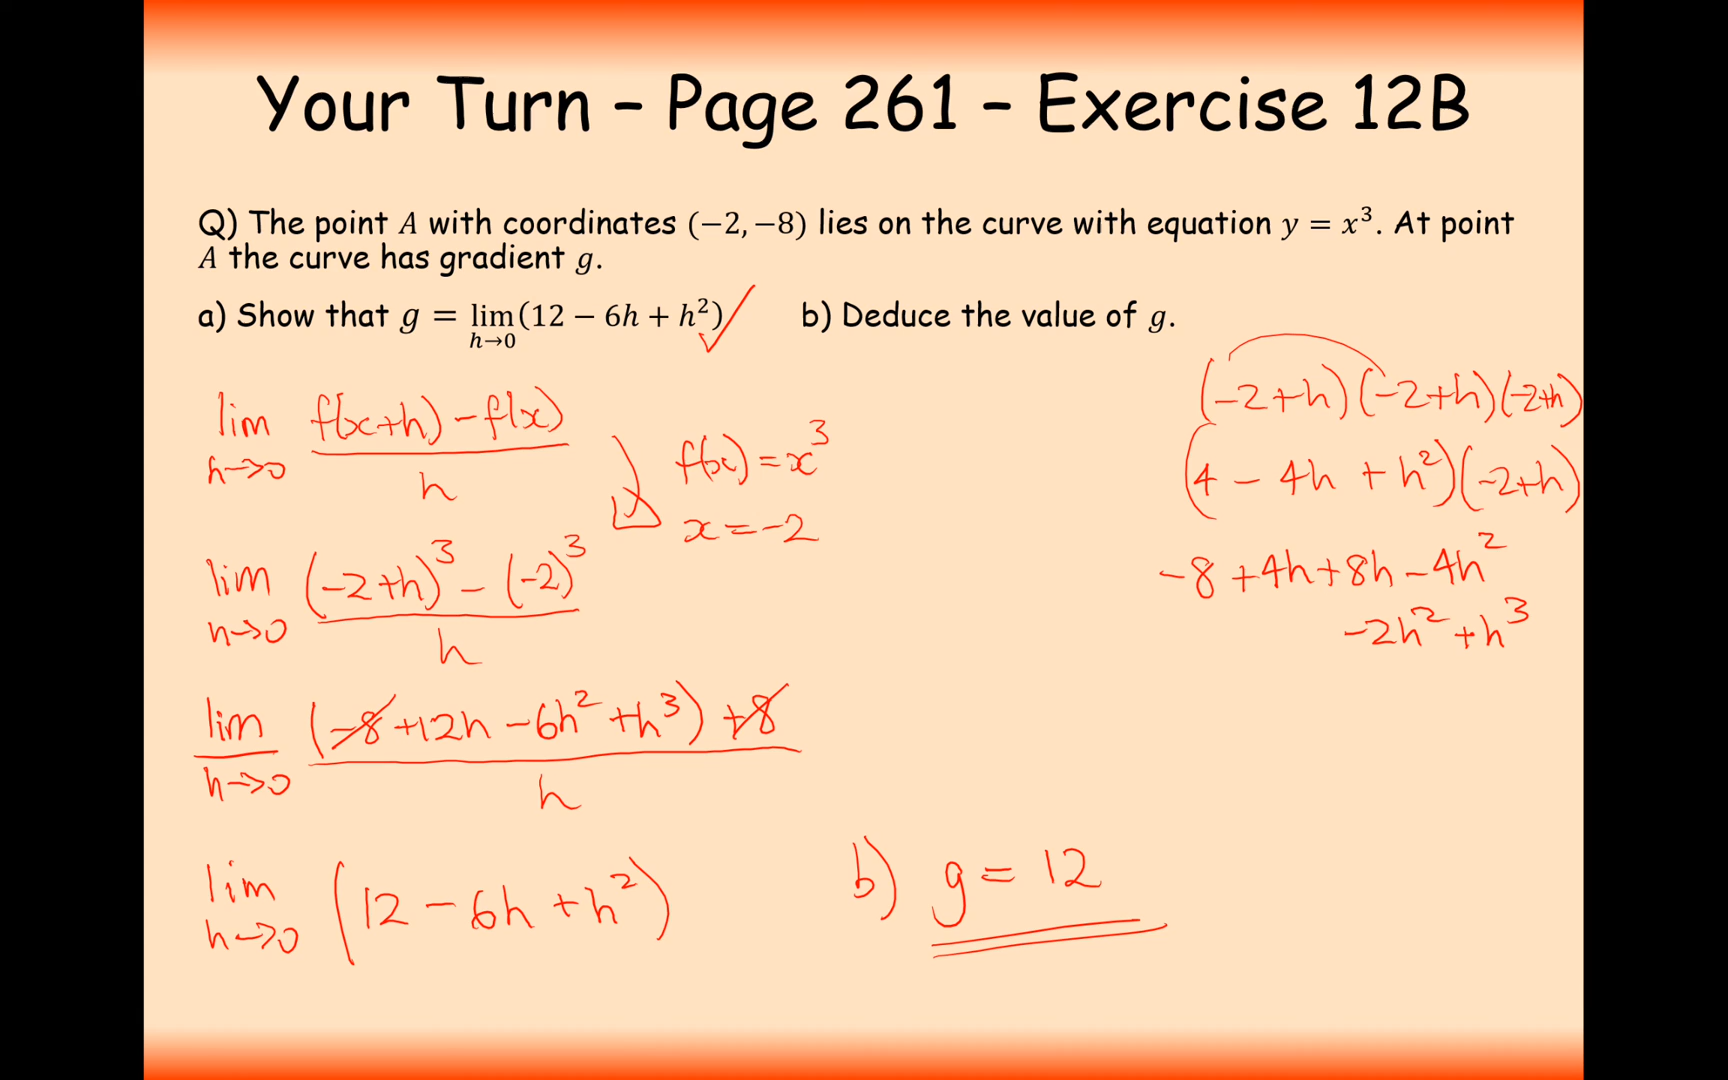 Your Turn – Page 261 – Exercise 12B
Q) The point A with coordinates (−2, −8) lies on the curve with equation y = x³. At point
A the curve has gradient g.
a) Show that g = lim(12 − 6h + h²) b) Deduce the value of g.
h→0
lim f(x+h) − f(x)
h→0 h
f(x) = x³
x = −2
lim (−2+h)³ − (−2)³
h→0 h
lim (−8 + 12h − 6h² + h³) + 8
h→0 h
lim (12 − 6h + h²)
h→0
b) g = 12
(−2+h)(−2+h)(−2+h)
(4 − 4h + h²)(−2+h)
−8 + 4h + 8h − 4h²
−2h² + h³